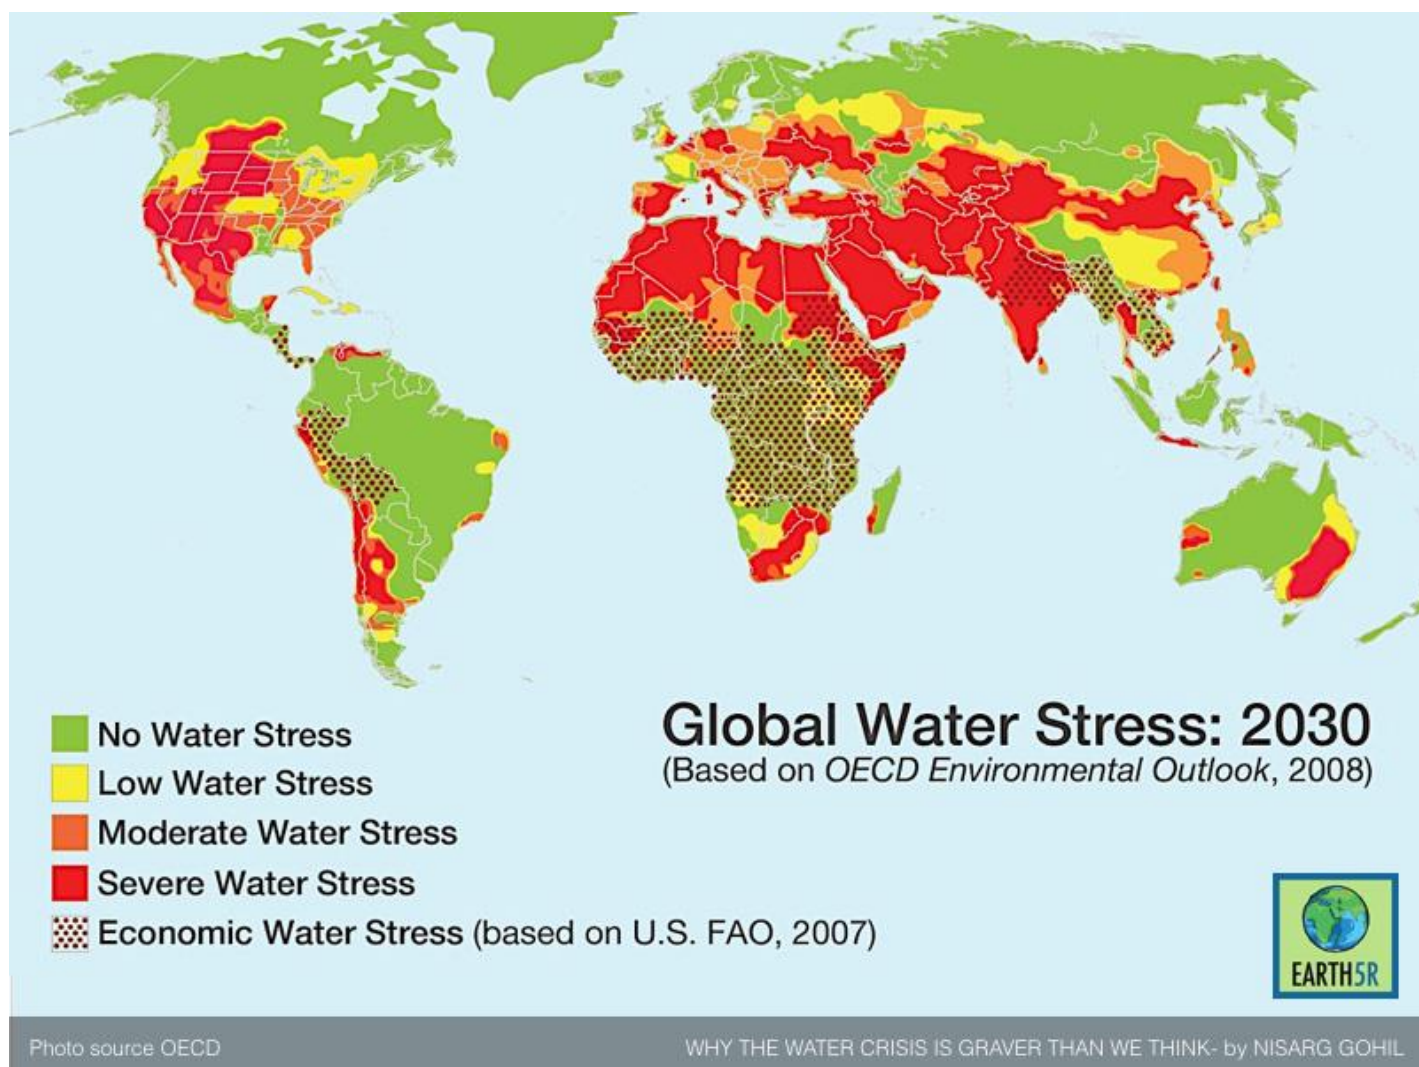 No Water Stress
Low Water Stress
Moderate Water Stress
Severe Water Stress
Economic Water Stress (based on U.S. FAO, 2007)
Global Water Stress: 2030
(Based on OECD Environmental Outlook, 2008)
EARTH5R
Photo source OECD
WHY THE WATER CRISIS IS GRAVER THAN WE THINK- by NISARG GOHIL